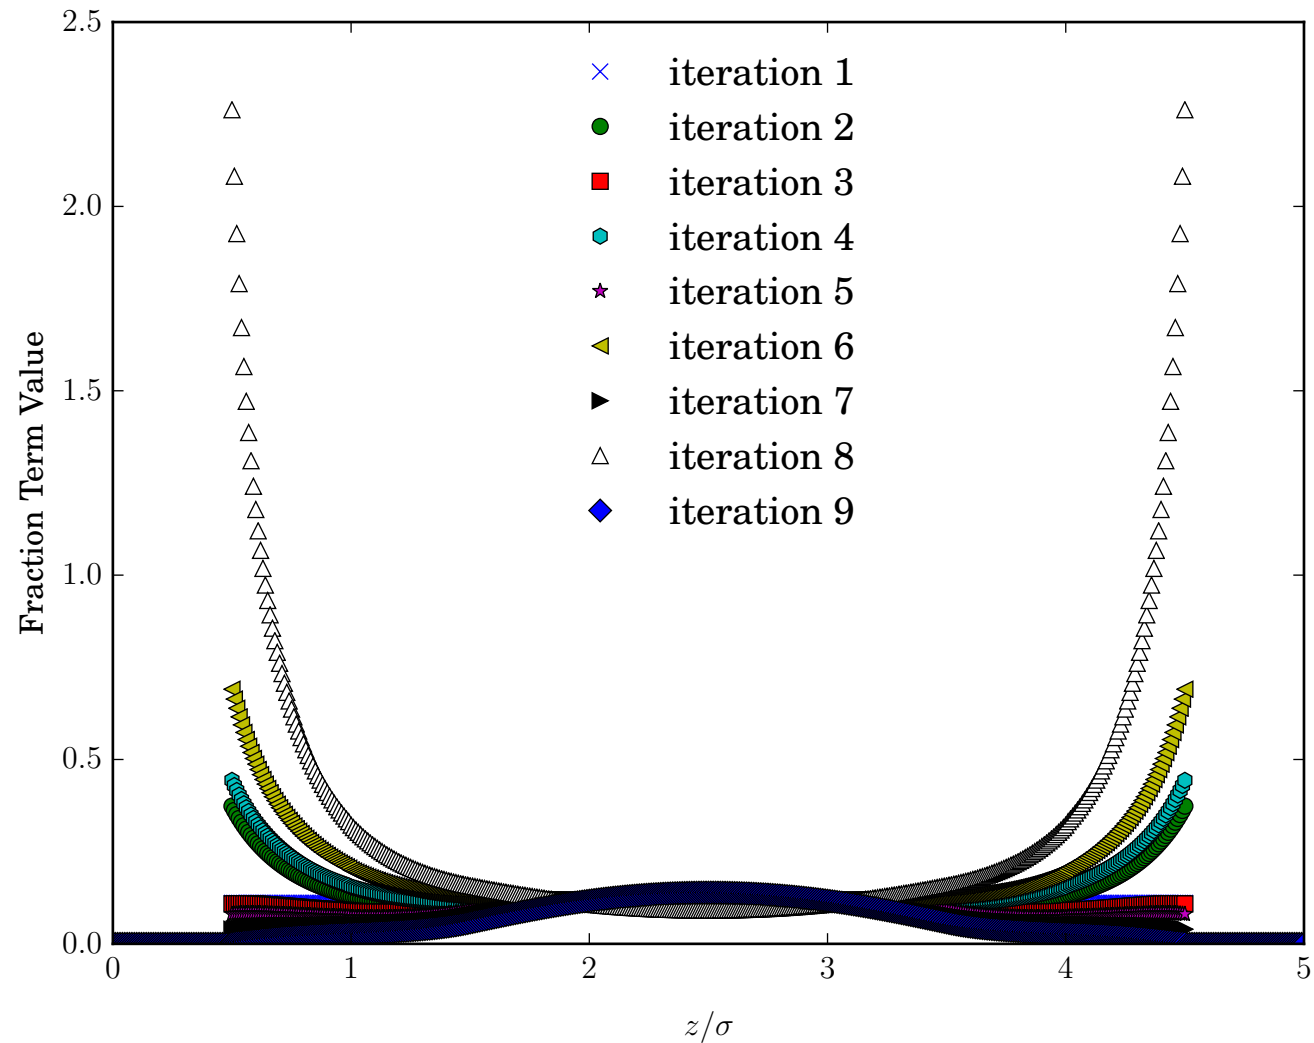 2.5
2.0
1.5
1.0
0.5
0.0
0 1 2 3 4 5
Fraction Term Value
z/σ
iteration 1
iteration 2
iteration 3
iteration 4
iteration 5
iteration 6
iteration 7
iteration 8
iteration 9